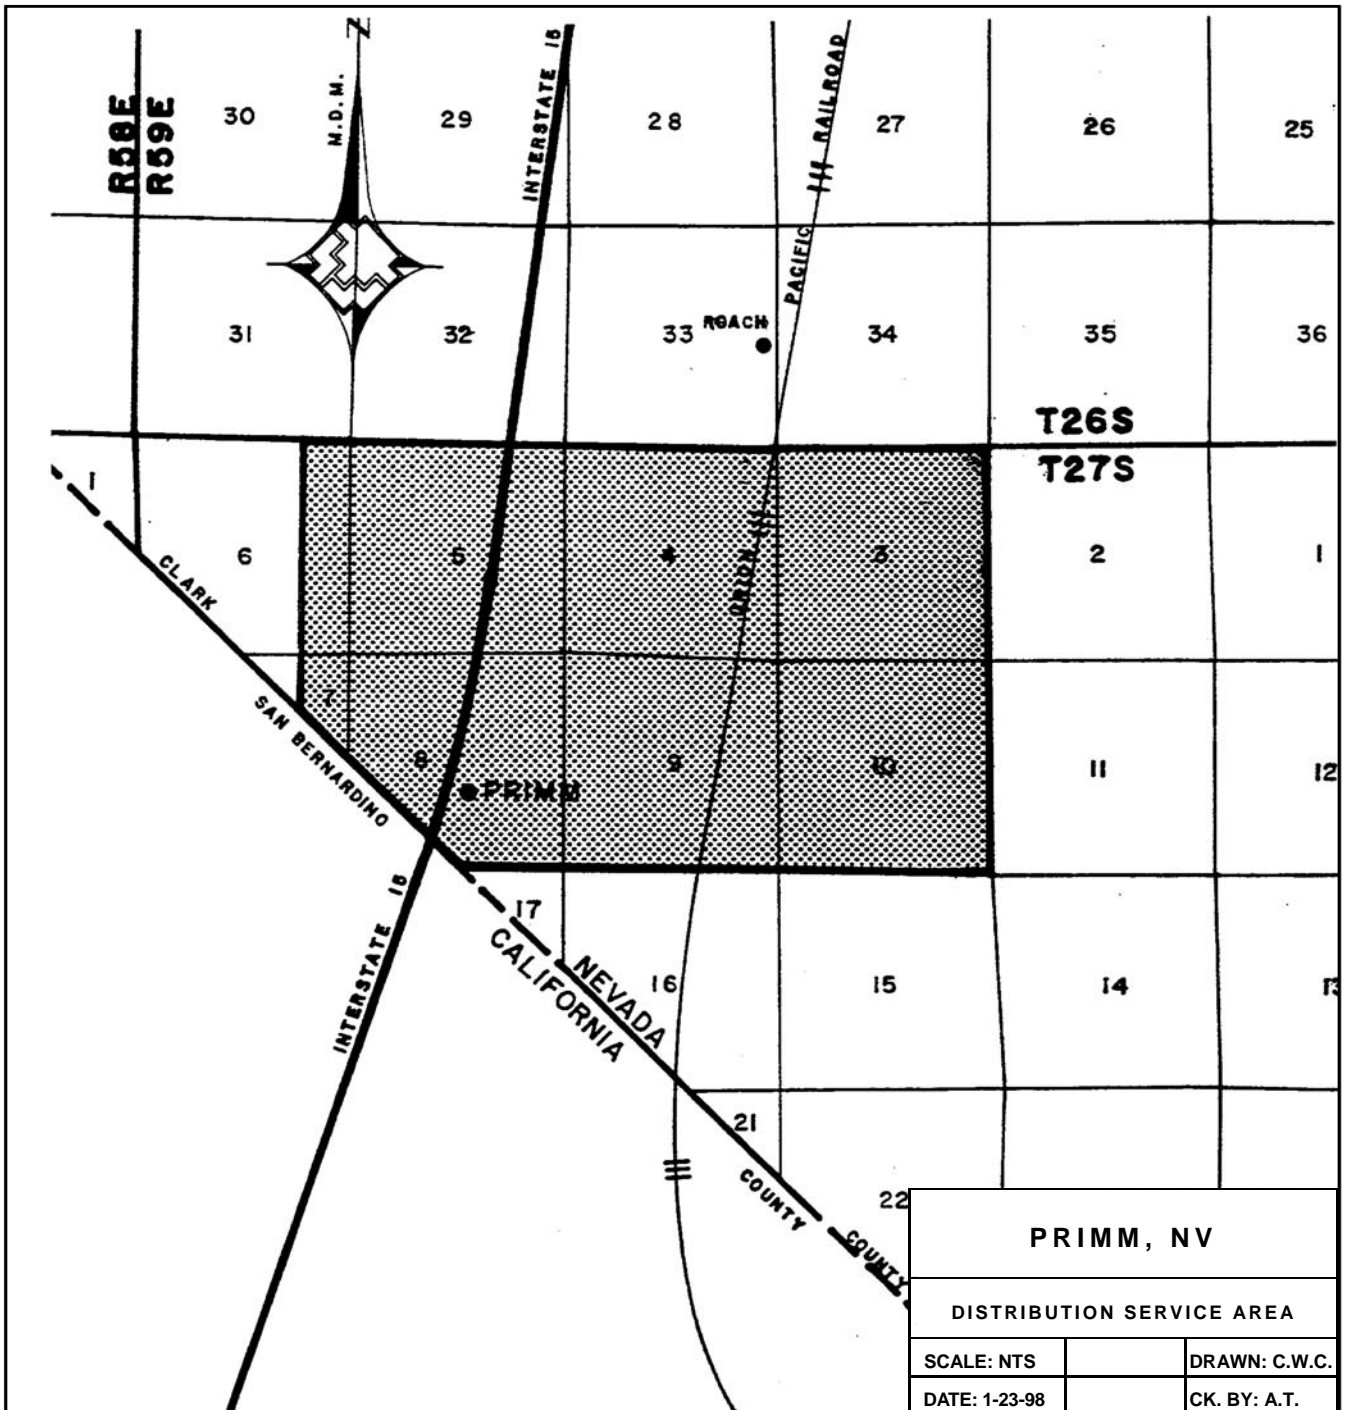 N
M.D.M.
R58E
R59E
INTERSTATE 15
PACIFIC RAILROAD
30 29 28 27 26 25
31 32 33 ROACH 34 35 36
T26S
T27S
1 6 5 4 3 2 1
UNION
CLARK
SAN BERNARDINO
7 8 9 10 11 12
PRIMM
INTERSTATE 15
17 16 15 14 13
NEVADA
CALIFORNIA
21
22
COUNTY
COUNTY
PRIMM, NV
DISTRIBUTION SERVICE AREA
SCALE: NTS DRAWN: C.W.C.
DATE: 1-23-98 CK. BY: A.T.